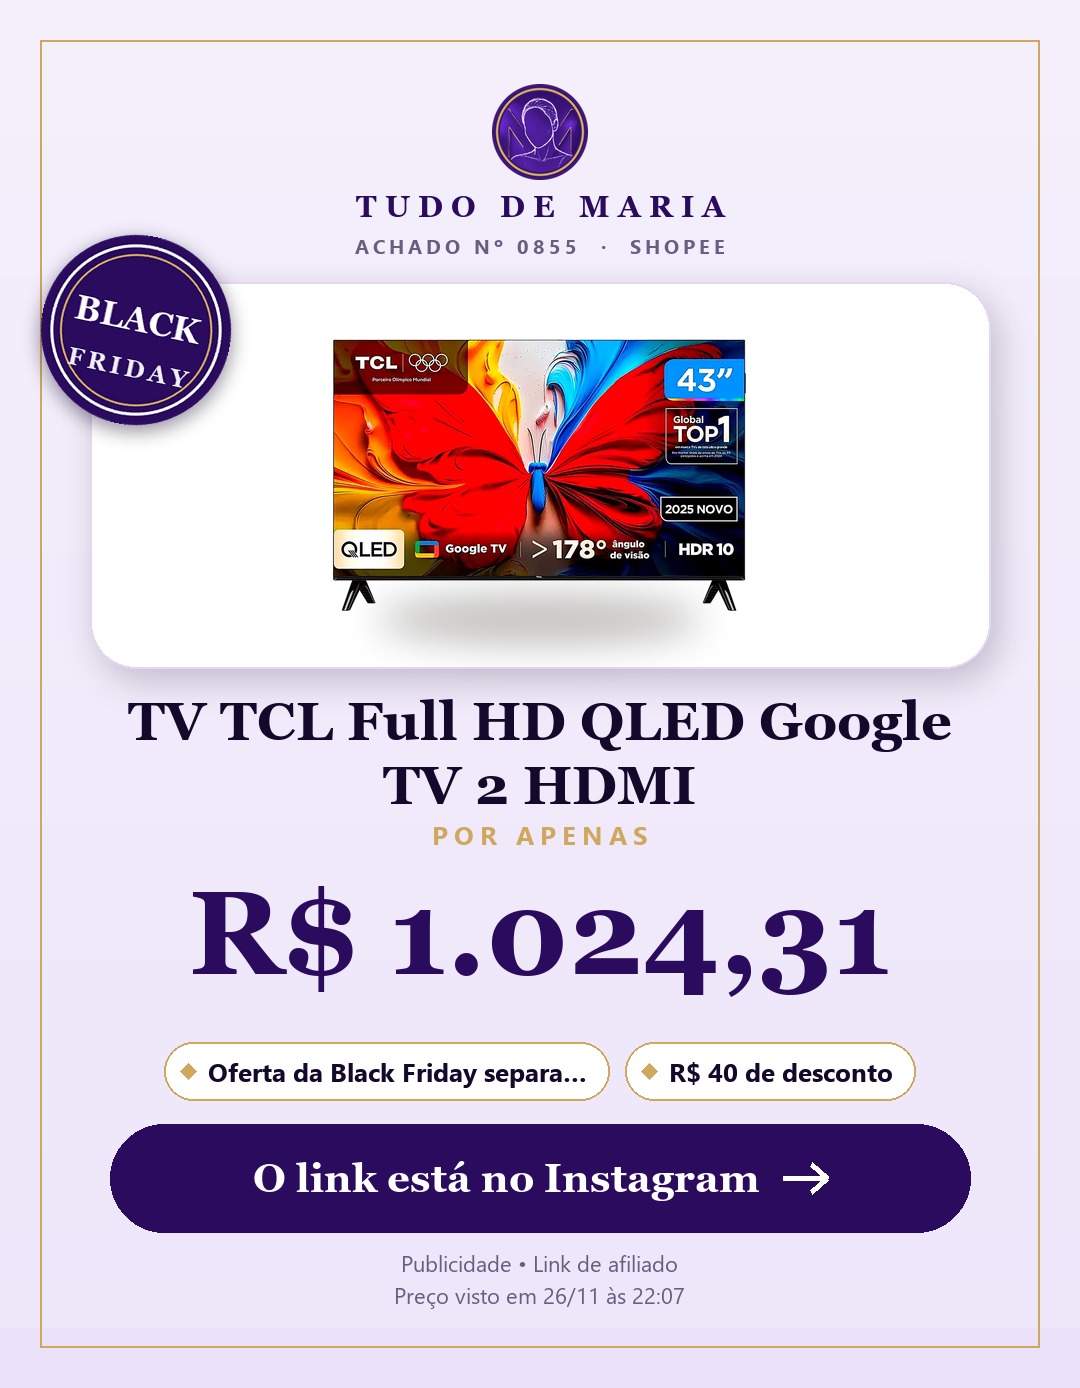 TUDO DE MARIA
ACHADO Nº 0855 · SHOPEE
BLACK
FRIDAY
TCL
Parceiro Olímpico Mundial
43”
Global
TOP1
2025 NOVO
QLED
Google TV
>178°
ângulo
de visão
HDR 10
TV TCL Full HD QLED Google
TV 2 HDMI
POR APENAS
R$ 1.024,31
Oferta da Black Friday separa...
R$ 40 de desconto
O link está no Instagram →
Publicidade • Link de afiliado
Preço visto em 26/11 às 22:07